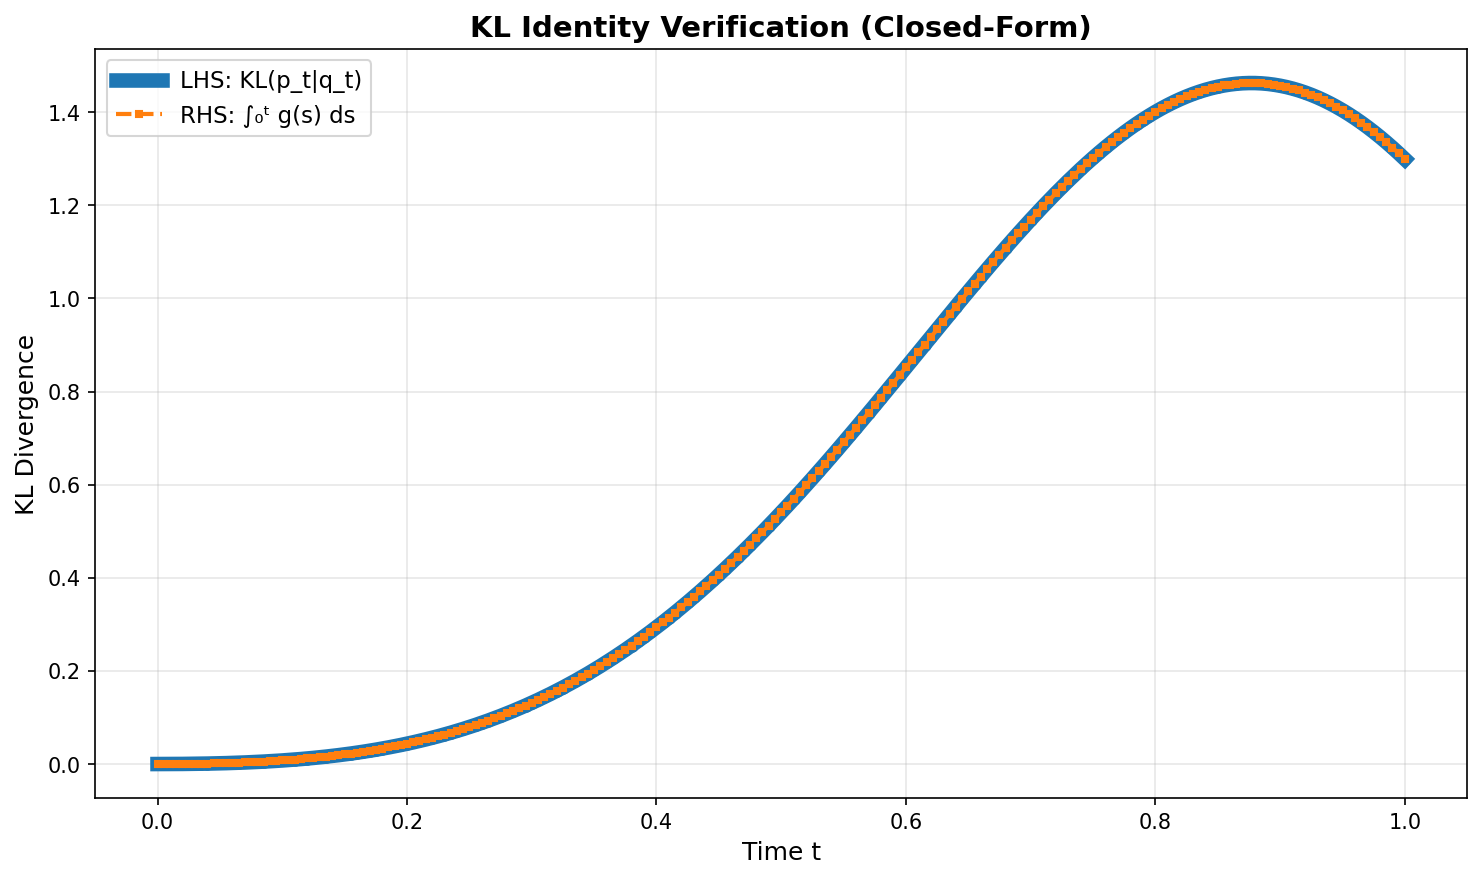 KL Identity Verification (Closed-Form)
LHS: KL(p_t|q_t)
RHS: ∫₀ᵗ g(s) ds
KL Divergence
1.4
1.2
1.0
0.8
0.6
0.4
0.2
0.0
0.0 0.2 0.4 0.6 0.8 1.0
Time t